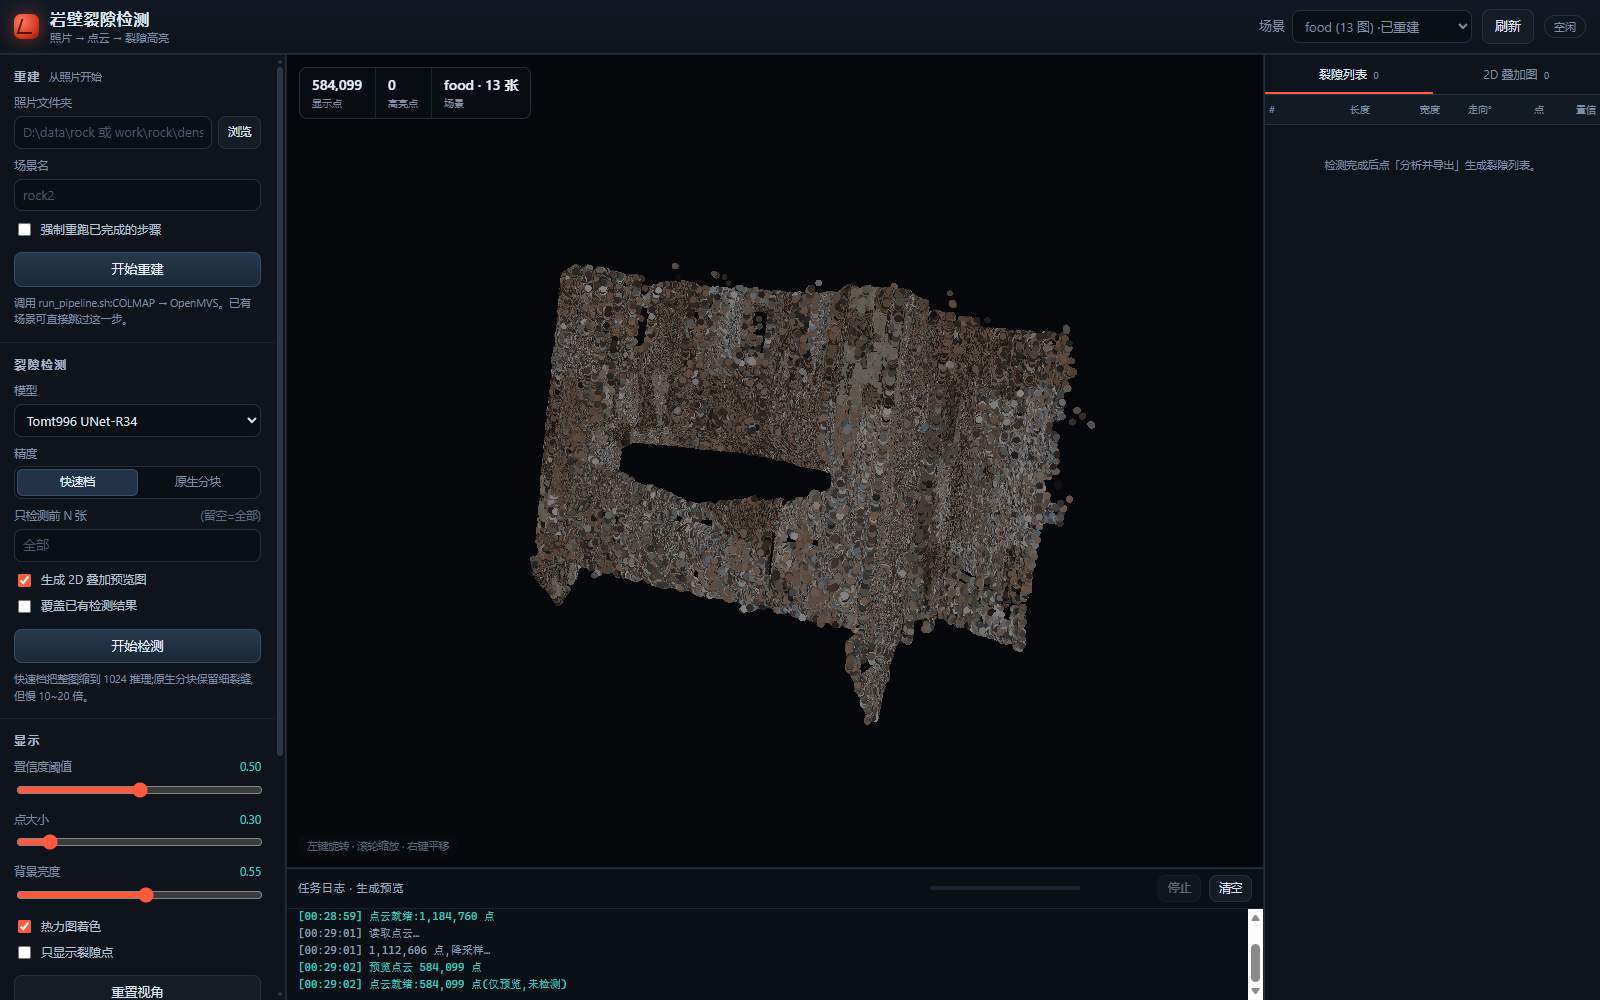 岩壁裂隙检测
照片 → 点云 → 裂隙高亮
场景
food (13 图) ·已重建
刷新
空闲
重建 从照片开始
照片文件夹
D:\data\rock 或 work\rock\dens
浏览
场景名
rock2
强制重跑已完成的步骤
开始重建
调用 run_pipeline.sh:COLMAP → OpenMVS。已有
场景可直接跳过这一步。
裂隙检测
模型
Tomt996 UNet-R34
精度
快速档
原生分块
只检测前 N 张
(留空=全部)
全部
生成 2D 叠加预览图
覆盖已有检测结果
开始检测
快速档把整图缩到 1024 推理;原生分块保留细裂缝,
但慢 10~20 倍。
显示
置信度阈值
0.50
点大小
0.30
背景亮度
0.55
热力图着色
只显示裂隙点
重置视角
584,099
显示点
0
高亮点
food · 13 张
场景
左键旋转 · 滚轮缩放 · 右键平移
任务日志 · 生成预览
停止
清空
[00:28:59] 点云就绪:1,184,760 点
[00:29:01] 读取点云…
[00:29:01] 1,112,606 点,降采样…
[00:29:02] 预览点云 584,099 点
[00:29:02] 点云就绪:584,099 点(仅预览,未检测)
裂隙列表 0
2D 叠加图 0
# 长度 宽度 走向° 点 置信
检测完成后点「分析并导出」生成裂隙列表。